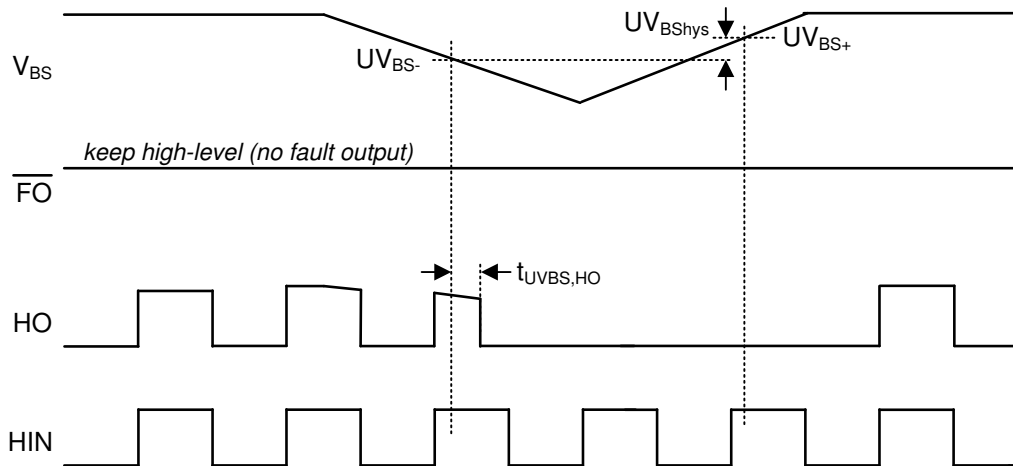 UVBShys
UVBS+
VBS
UVBS-
keep high-level (no fault output)
FO
tUVBS,HO
HO
HIN